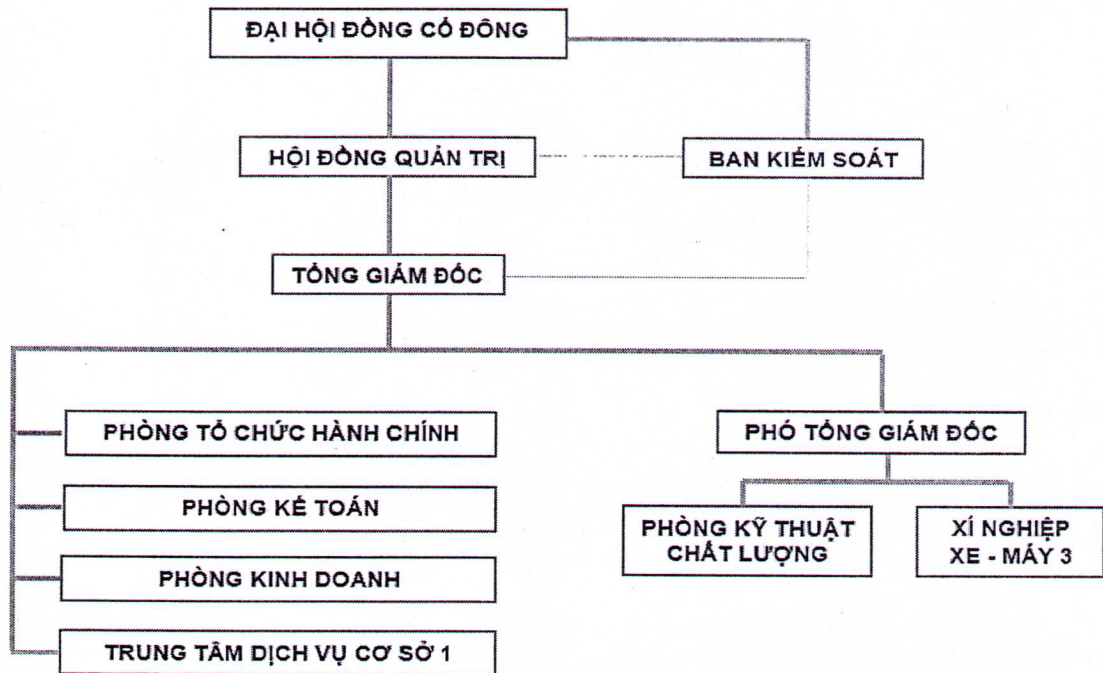 ĐẠI HỘI ĐỒNG CỔ ĐÔNG
HỘI ĐỒNG QUẢN TRỊ
BAN KIỂM SOÁT
TỔNG GIÁM ĐỐC
PHÒNG TỔ CHỨC HÀNH CHÍNH
PHÒNG KẾ TOÁN
PHÒNG KINH DOANH
TRUNG TÂM DỊCH VỤ CƠ SỞ 1
PHÓ TỔNG GIÁM ĐỐC
PHÒNG KỸ THUẬT
CHẤT LƯỢNG
XÍ NGHIỆP
XE - MÁY 3